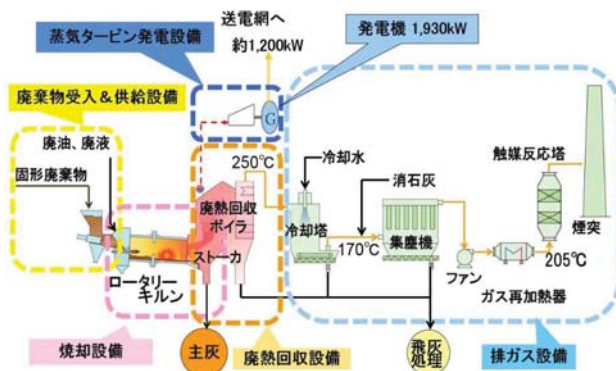 送電網へ
約1,200kW
蒸気タービン発電設備
発電機 1,930kW
G
廃棄物受入&供給設備
廃油、廃液
固形廃棄物
250℃
冷却水
消石灰
触媒反応塔
廃熱回収
ボイラ
冷却塔
170℃
集塵機
煙突
ストーカ
ファン
205℃
ロータリー
キルン
ガス再加熱器
焼却設備
主灰
廃熱回収設備
飛灰
処理
排ガス設備